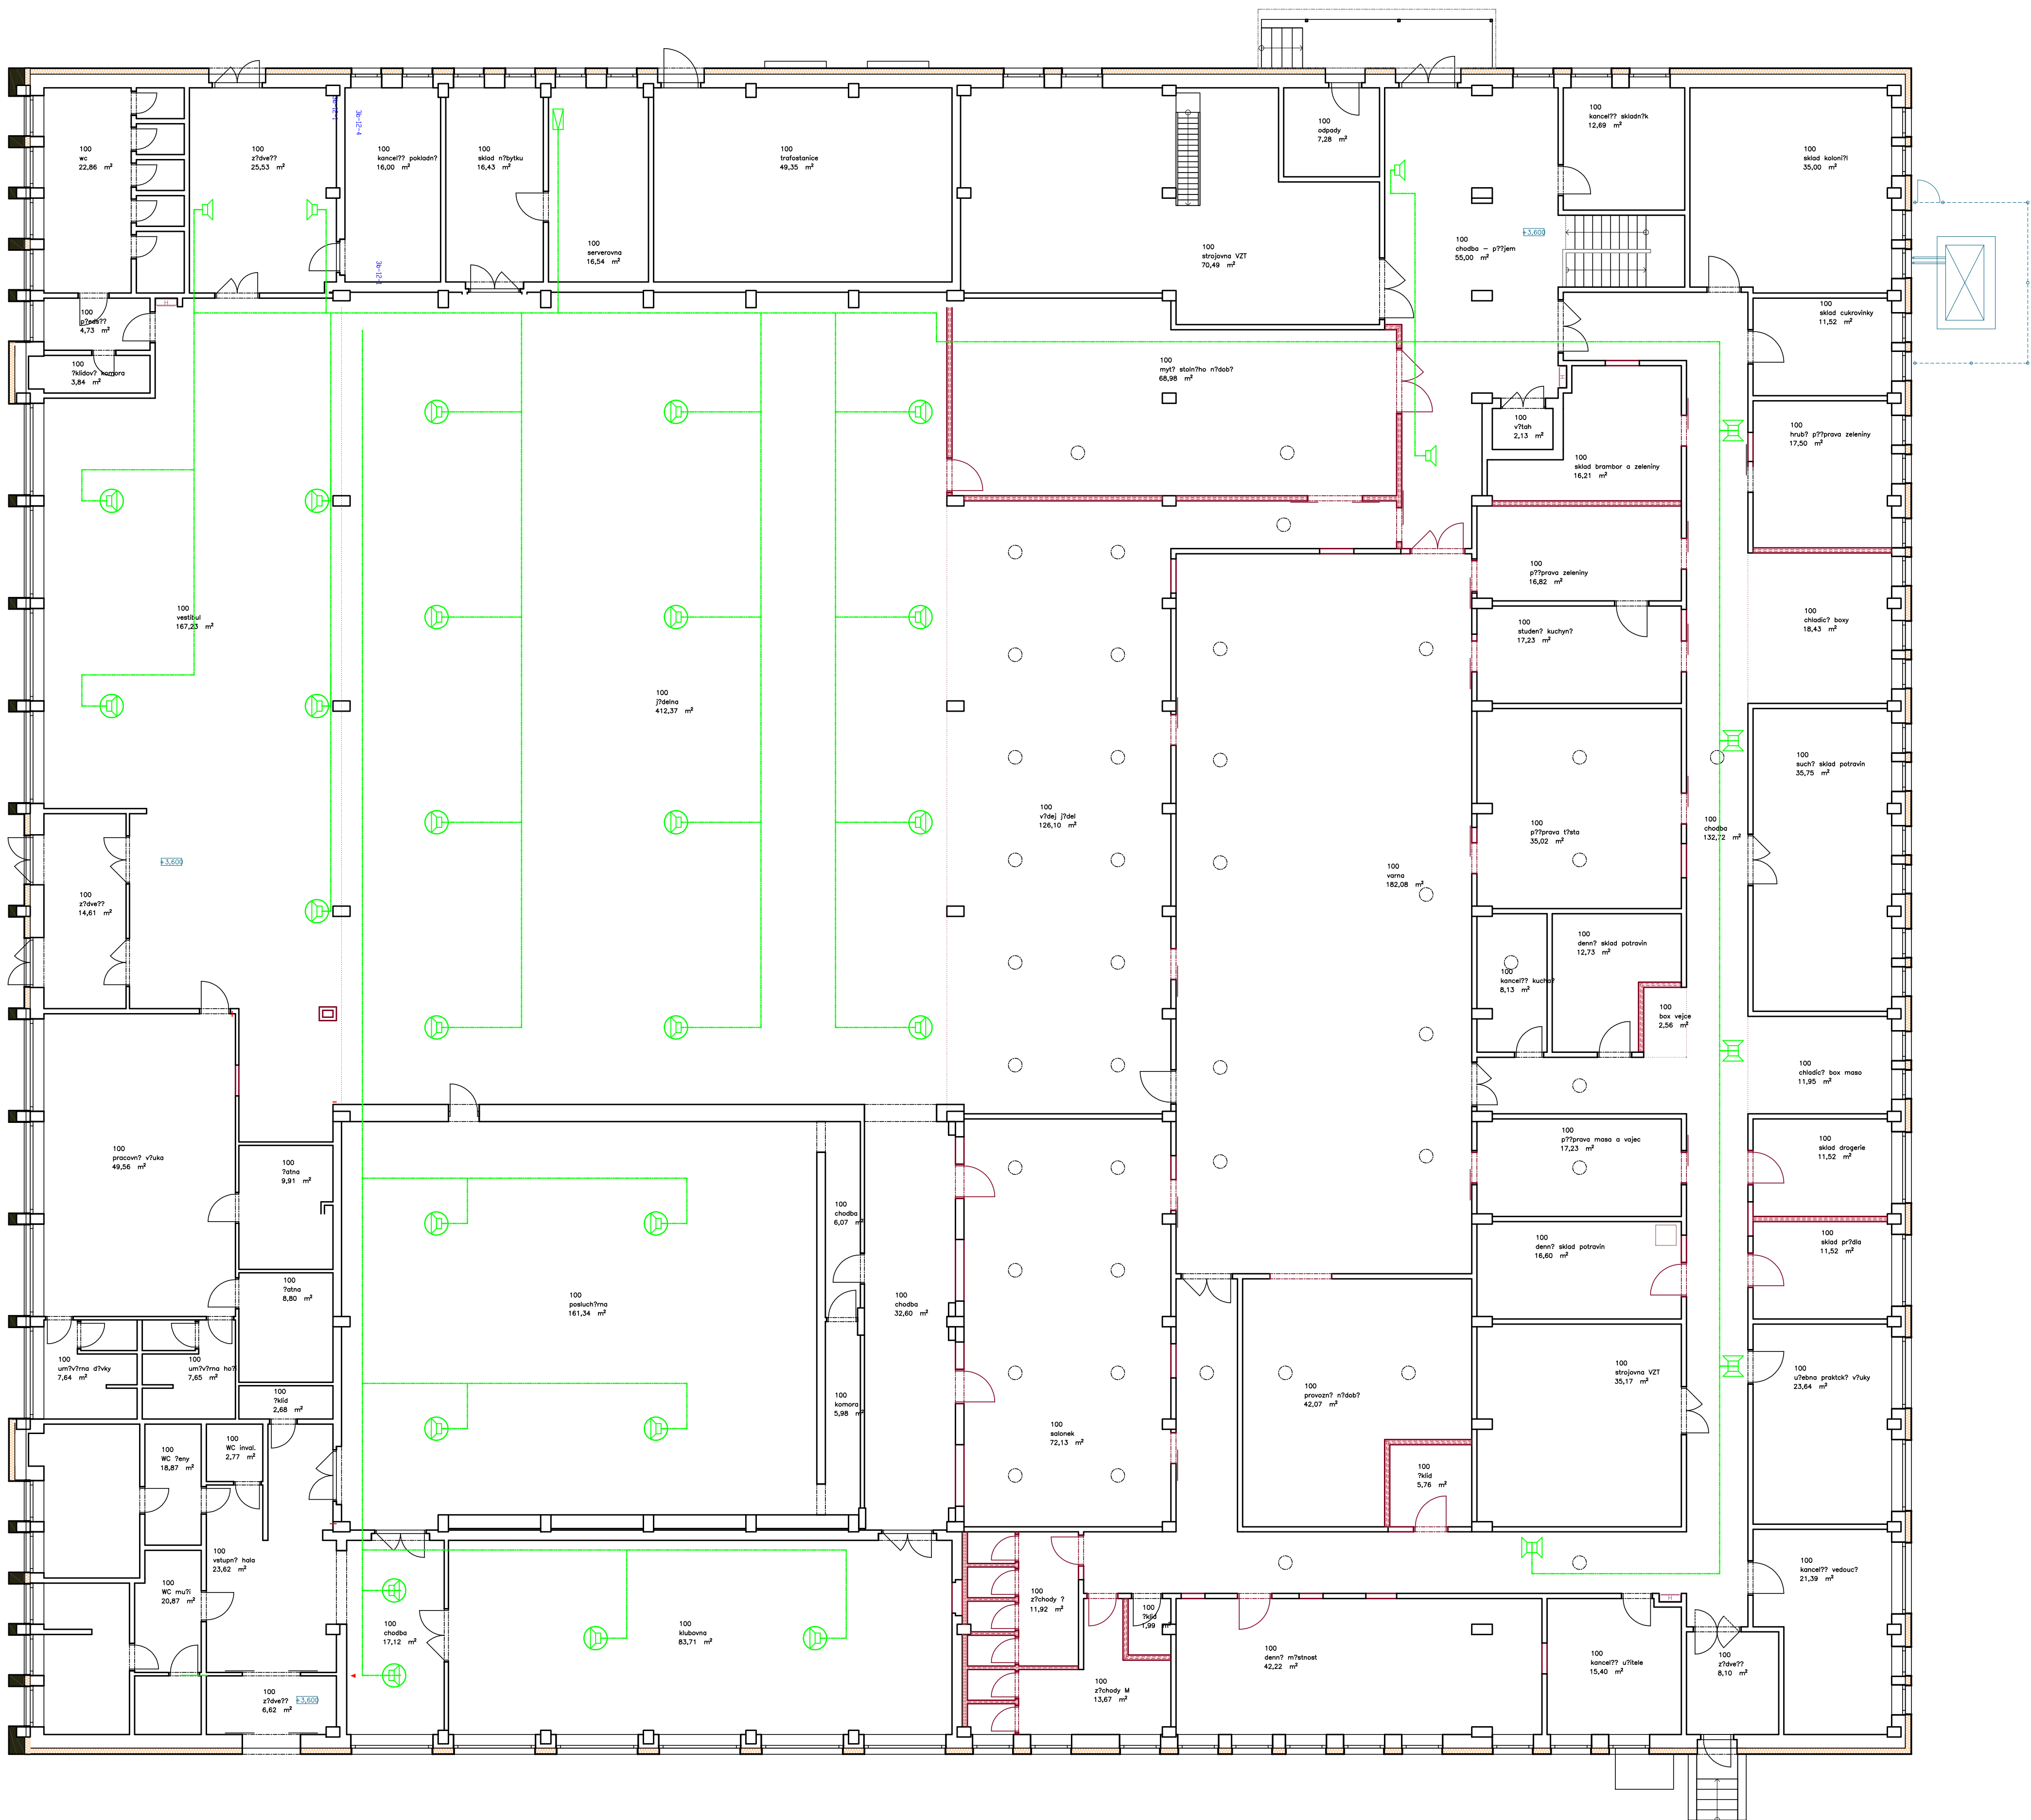 100
wc
22,86 m²
100
z?dve??
25,53 m²
3b-12-4
100
kancel?? pokladn?
16,00 m²
3b-12-1
100
sklad n?bytku
16,43 m²
100
serverovna
16,54 m²
100
trafostanice
49,35 m²
100
strojovna VZT
70,49 m²
100
odpady
7,28 m²
100
chodba – p??jem
55,00 m²
+3,600
100
kancel?? skladn?k
12,69 m²
100
sklad koloni?l
35,00 m²
100
p?eds??
4,73 m²
100
?klidov? komora
3,84 m²
H
100
myt? stoln?ho n?dob?
68,98 m²
H
100
v?tah
2,13 m²
100
sklad brambor a zeleniny
16,21 m²
100
sklad cukrovinky
11,52 m²
100
hrub? p??prava zeleniny
17,50 m²
100
vestibul
167,23 m²
100
j?delna
412,37 m²
100
v?dej j?del
126,10 m²
100
varna
182,08 m²
100
p??prava zeleniny
16,82 m²
100
studen? kuchyn?
17,23 m²
100
chladic? boxy
18,43 m²
100
such? sklad potravin
35,75 m²
100
p??prava t?sta
35,02 m²
100
chodba
132,72 m²
+3,600
100
z?dve??
14,61 m²
100
kancel?? kucha?
8,13 m²
100
denn? sklad potravin
12,73 m²
100
box vejce
2,56 m²
100
chladic? box maso
11,95 m²
100
pracovn? v?uka
49,56 m²
100
?atna
9,91 m²
100
?atna
8,80 m²
100
chodba
6,07 m²
100
posluch?rna
161,34 m²
100
chodba
32,60 m²
100
komora
5,98 m²
100
salonek
72,13 m²
100
p??prava masa a vajec
17,23 m²
100
denn? sklad potravin
16,60 m²
100
sklad drogerie
11,52 m²
100
sklad pr?dla
11,52 m²
100
um?v?rna d?vky
7,64 m²
100
um?v?rna ho?i
7,65 m²
100
?klid
2,68 m²
100
provozn? n?dob?
42,07 m²
100
strojovna VZT
35,17 m²
100
u?ebna praktck? v?uky
23,64 m²
100
WC ?eny
18,87 m²
100
WC inval.
2,77 m²
100
?klid
5,76 m²
100
vstupn? hala
23,62 m²
100
WC mu?i
20,87 m²
100
z?dve??
6,62 m²
+3,600
100
chodba
17,12 m²
100
klubovna
83,71 m²
100
z?chody ?
11,92 m²
100
?klid
1,99 m²
100
z?chody M
13,67 m²
100
denn? m?stnost
42,22 m²
H
100
kancel?? u?itele
15,40 m²
100
z?dve??
8,10 m²
100
kancel?? vedouc?
21,39 m²